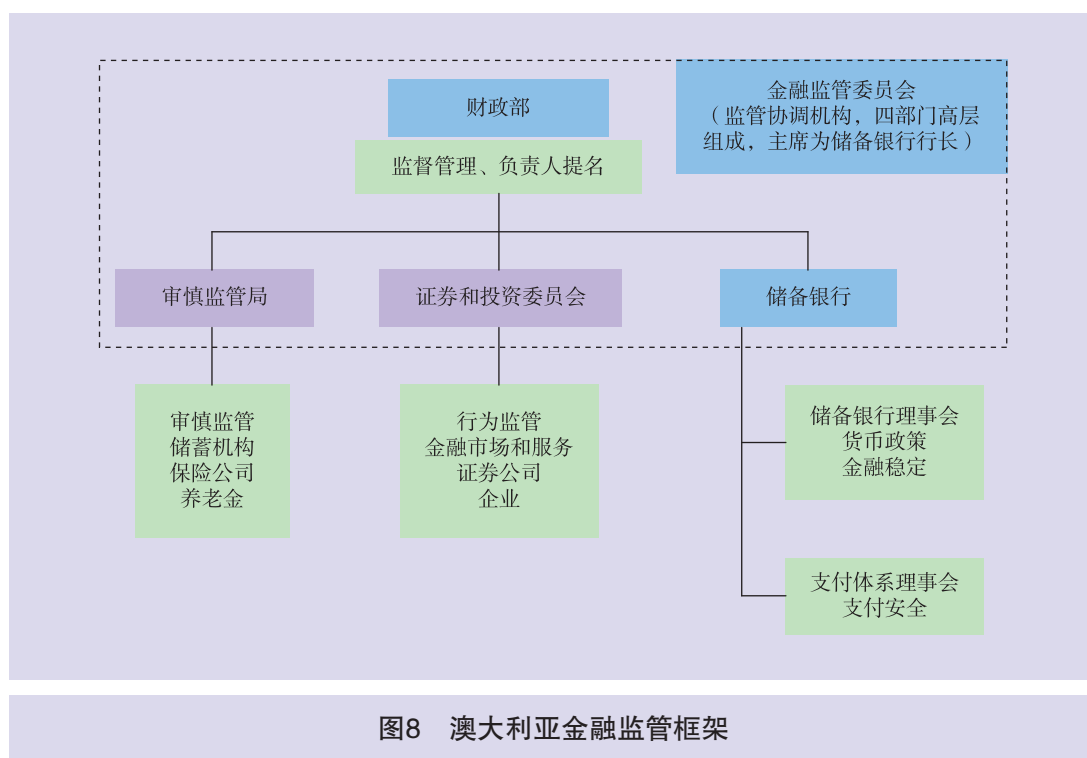 财政部
监督管理、负责人提名
金融监管委员会
（监管协调机构，四部门高层
组成，主席为储备银行行长）
审慎监管局
证券和投资委员会
储备银行
审慎监管
储蓄机构
保险公司
养老金
行为监管
金融市场和服务
证券公司
企业
储备银行理事会
货币政策
金融稳定
支付体系理事会
支付安全
图8 澳大利亚金融监管框架